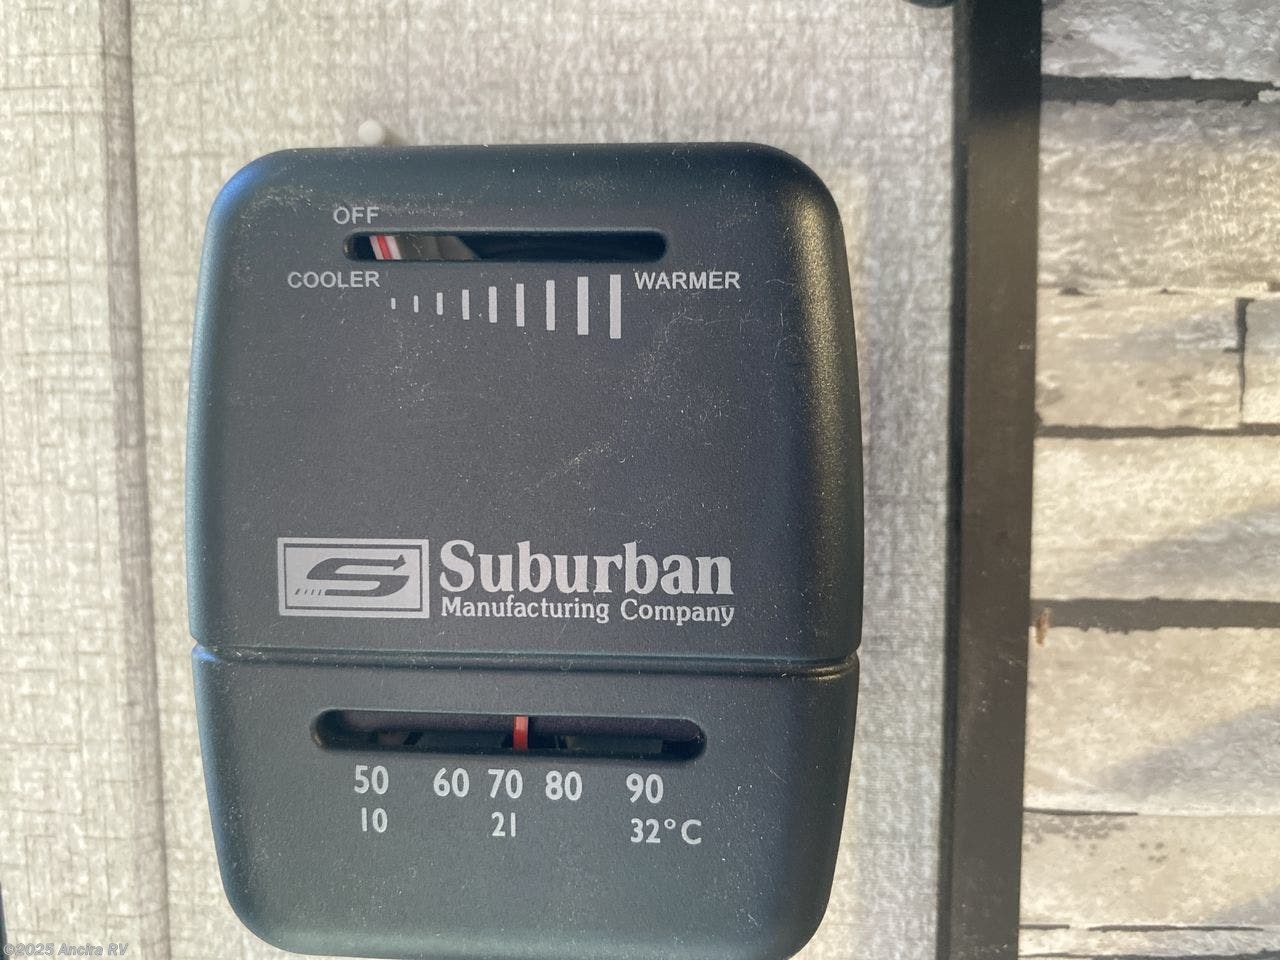 OFF
COOLER WARMER
Suburban
Manufacturing Company
50 60 70 80 90
10 21 32°C
©2025 Ancira RV